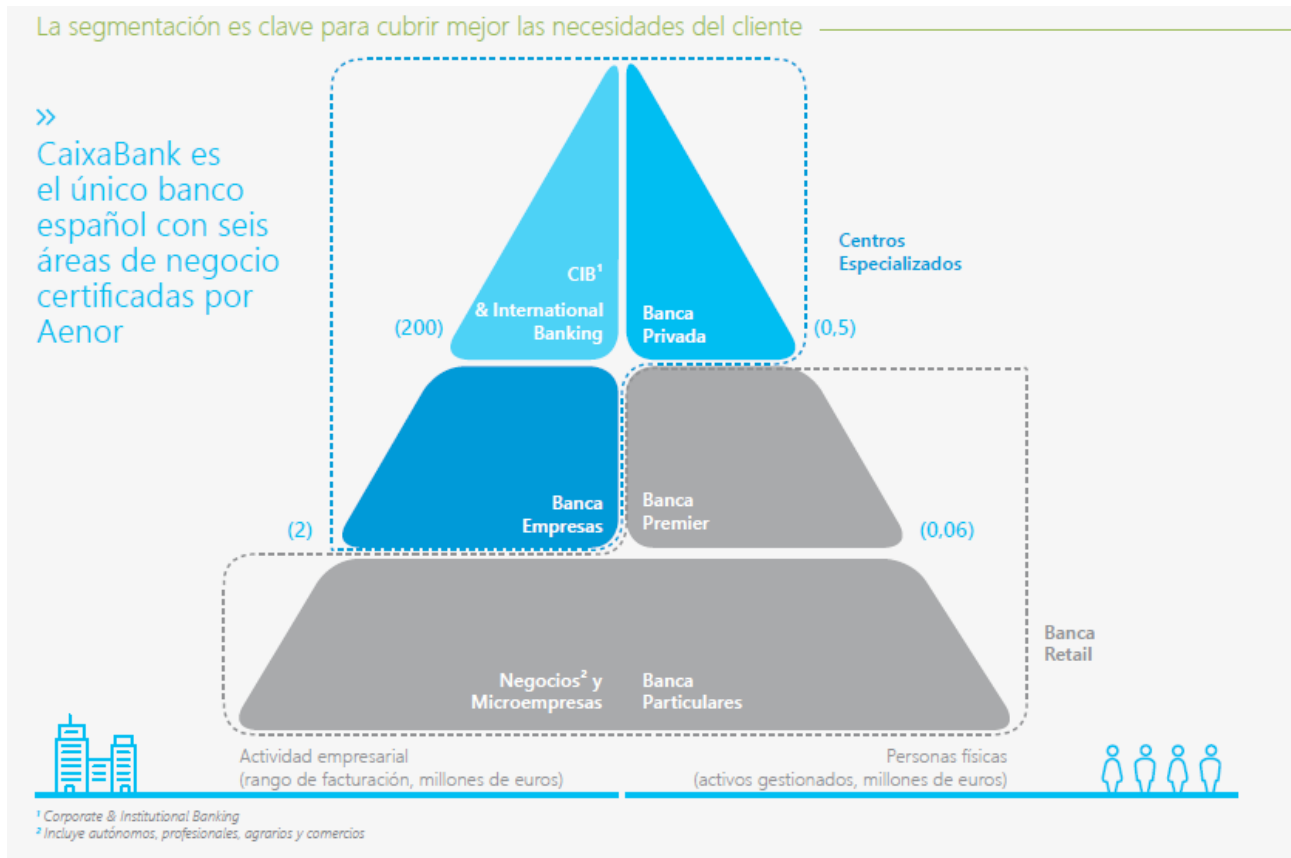 La segmentación es clave para cubrir mejor las necesidades del cliente
»
CaixaBank es
el único banco
español con seis
áreas de negocio
certificadas por
Aenor
CIB¹
& International
Banking
Banca
Privada
Centros
Especializados
(200)
(0,5)
Banca
Empresas
Banca
Premier
(2)
(0,06)
Negocios² y
Microempresas
Banca
Particulares
Banca
Retail
Actividad empresarial
(rango de facturación, millones de euros)
Personas físicas
(activos gestionados, millones de euros)
¹ Corporate & Institutional Banking
² Incluye autónomos, profesionales, agrarios y comercios